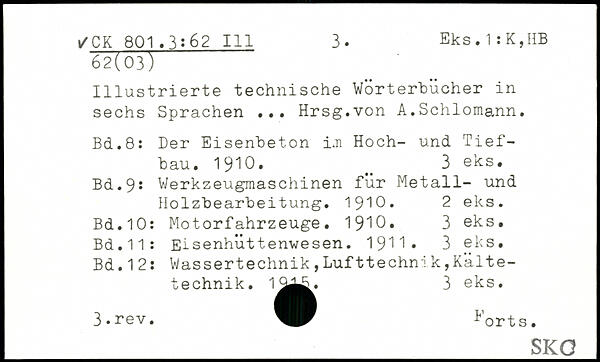 ✓CK 801.3:62 Ill 3. Eks.1:K,HB
62(03)
Illustrierte technische Wörterbücher in
sechs Sprachen ... Hrsg.von A.Schlomann.
Bd.8: Der Eisenbeton im Hoch- und Tief-
bau. 1910. 3 eks.
Bd.9: Werkzeugmaschinen für Metall- und
Holzbearbeitung. 1910. 2 eks.
Bd.10: Motorfahrzeuge. 1910. 3 eks.
Bd.11: Eisenhüttenwesen. 1911. 3 eks.
Bd.12: Wassertechnik,Lufttechnik,Kälte-
technik. 1915. 3 eks.
3.rev. Forts.
SKC